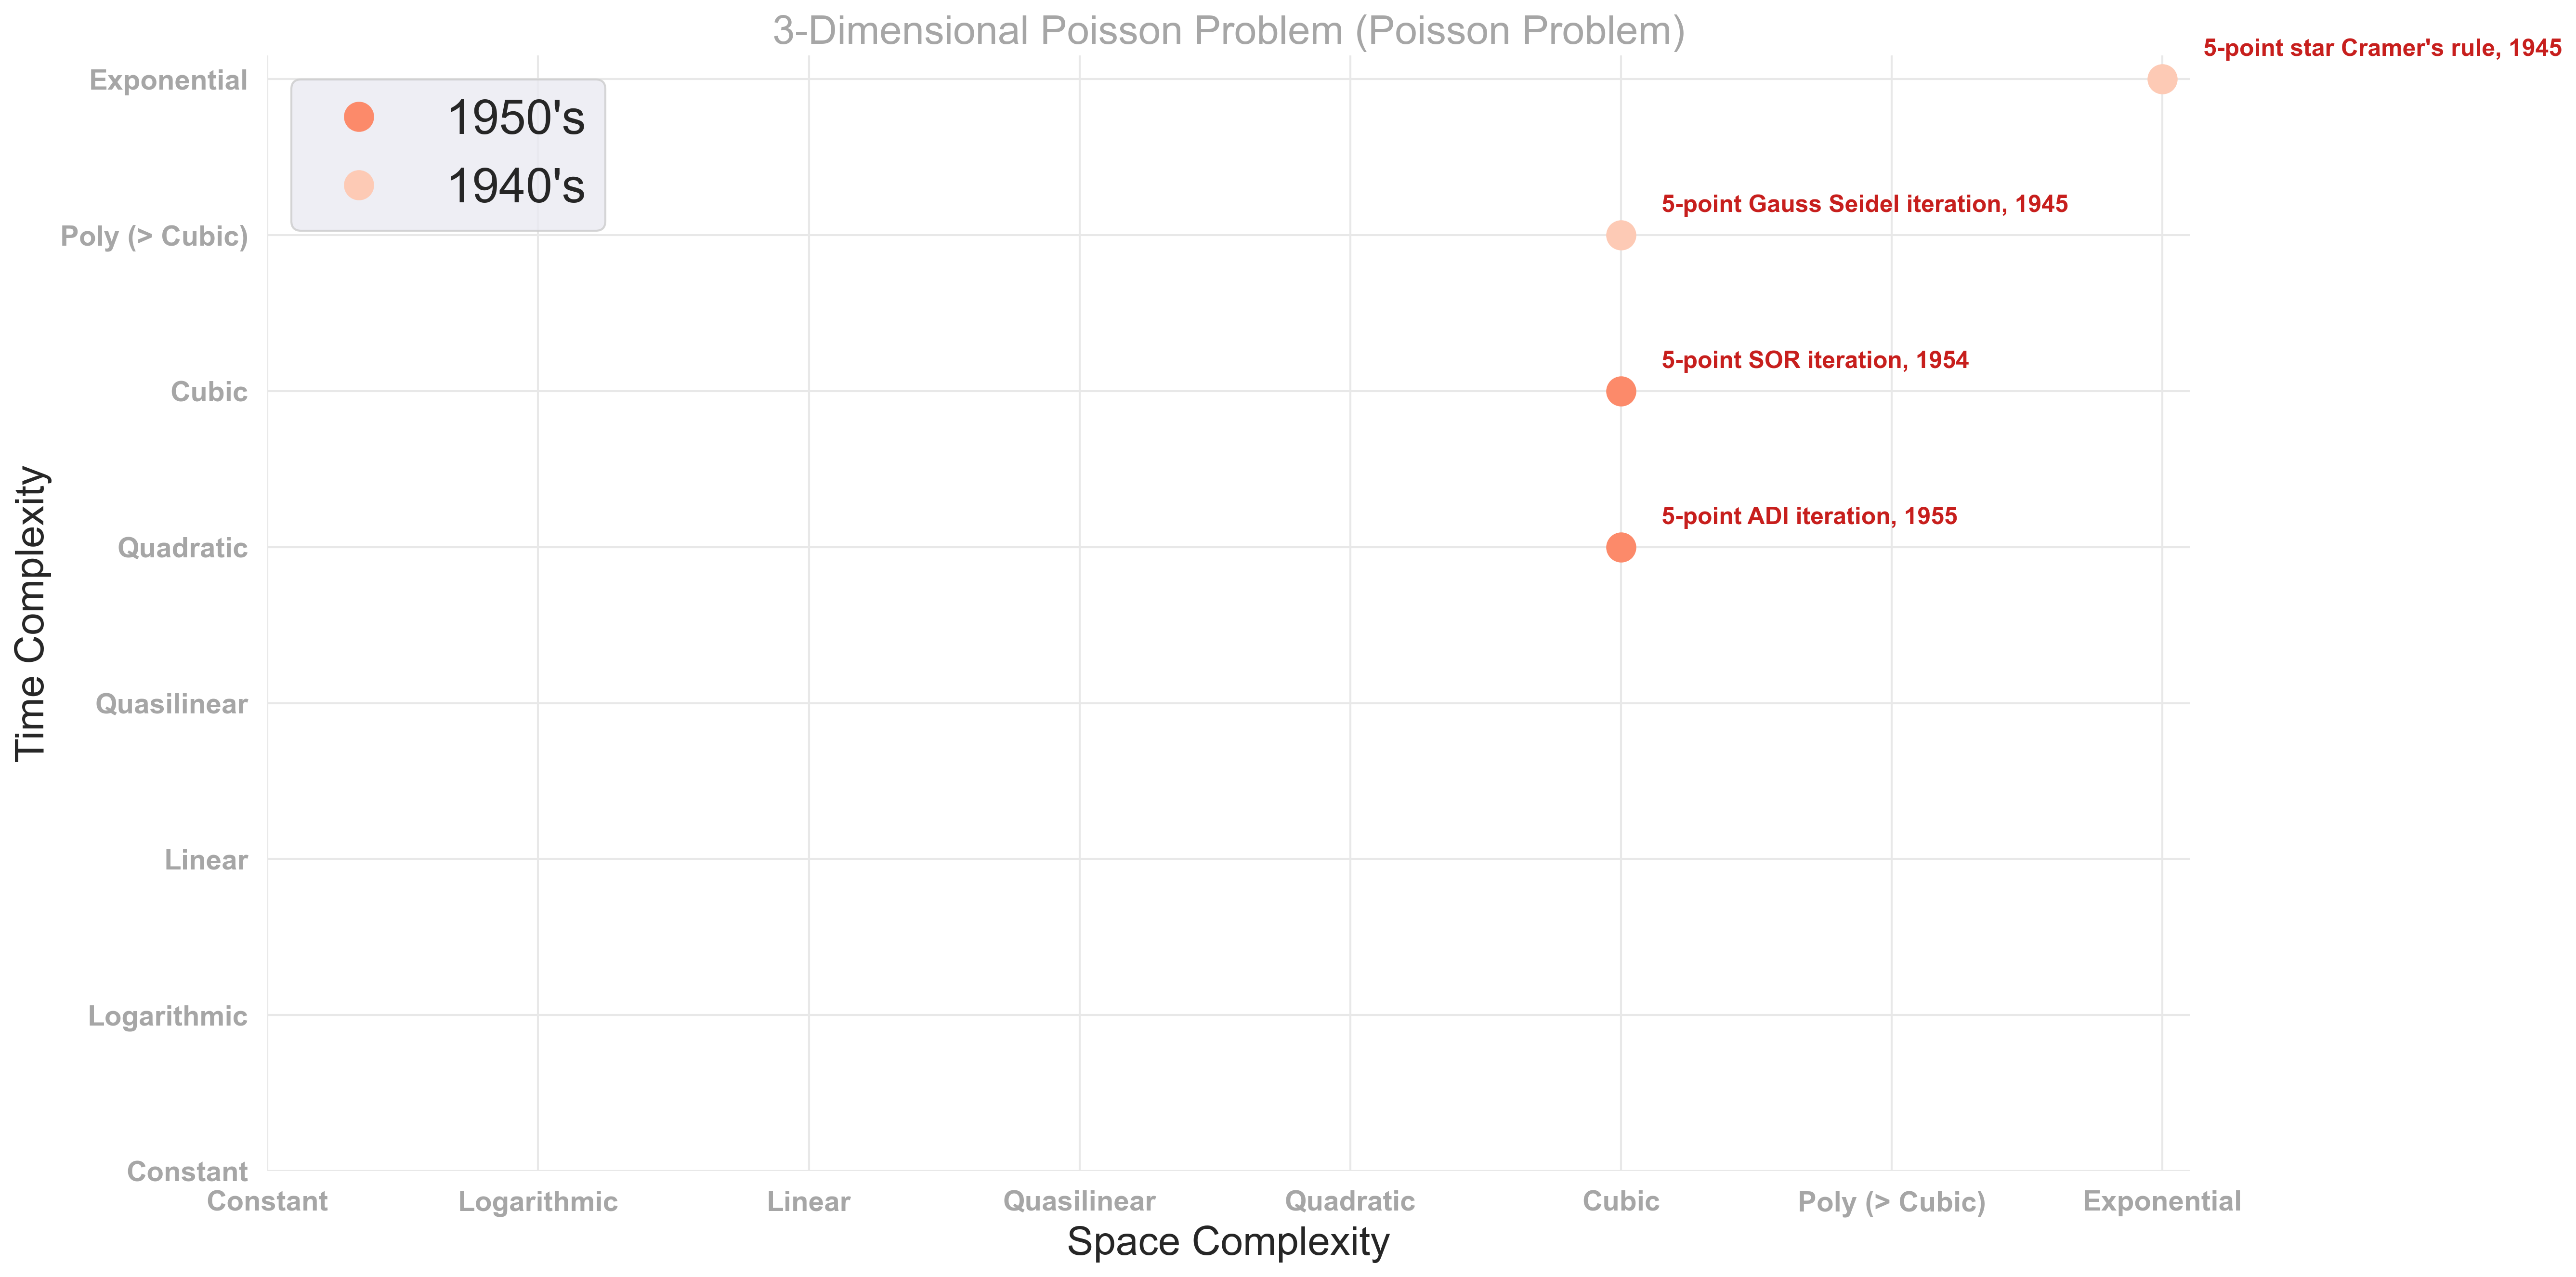 3-Dimensional Poisson Problem (Poisson Problem)
5-point star Cramer's rule, 1945
Exponential
1950's
1940's
5-point Gauss Seidel iteration, 1945
Poly (> Cubic)
5-point SOR iteration, 1954
Cubic
5-point ADI iteration, 1955
Quadratic
Time Complexity
Quasilinear
Linear
Logarithmic
Constant
Constant Logarithmic Linear Quasilinear Quadratic Cubic Poly (> Cubic) Exponential
Space Complexity